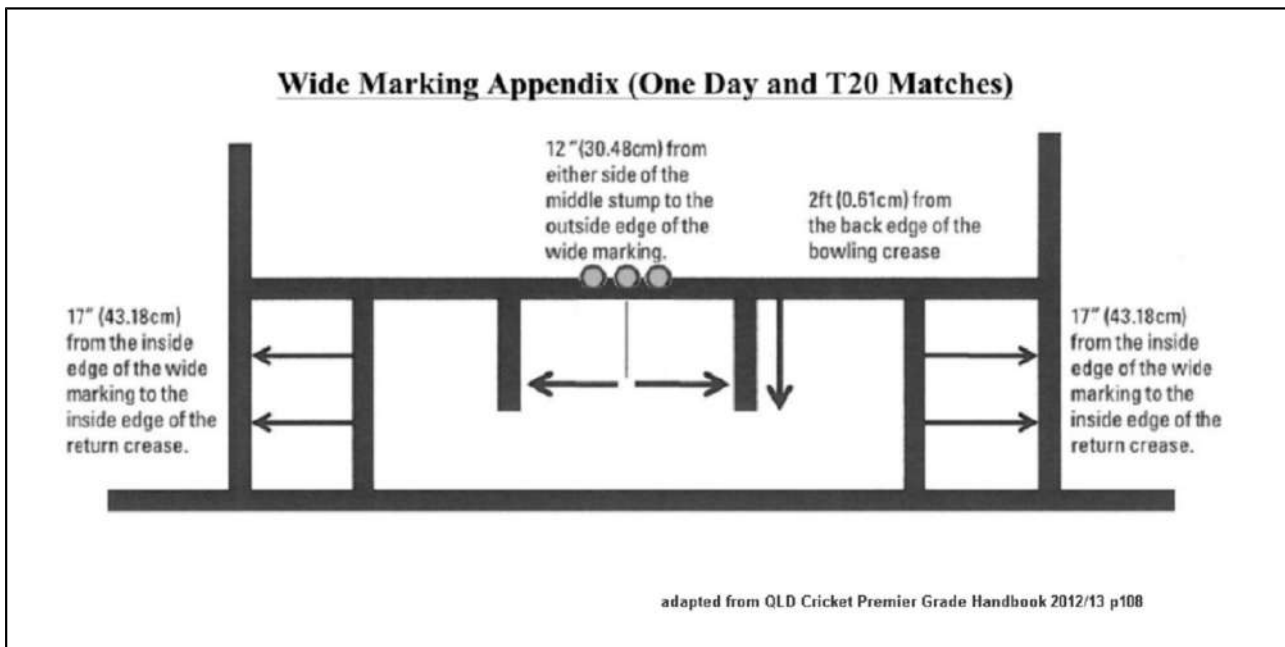 Wide Marking Appendix (One Day and T20 Matches)
12"(30.48cm) from
either side of the
middle stump to the
outside edge of the
wide marking.
2ft (0.61cm) from
the back edge of the
bowling crease
17" (43.18cm)
from the inside
edge of the wide
marking to the
inside edge of the
return crease.
17" (43.18cm)
from the inside
edge of the wide
marking to the
inside edge of the
return crease.
adapted from QLD Cricket Premier Grade Handbook 2012/13 p108